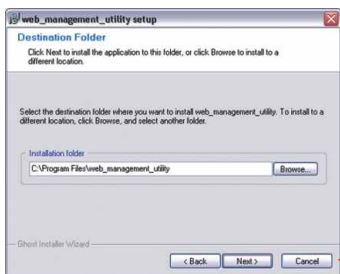 web_management_utility setup
Destination Folder
Click Next to install the application to this folder, or click Browse to install to a
different location.
Select the destination folder where you want to install web_management_utility. To install to a
different location, click Browse, and select another folder.
Installation folder
C:\Program Files\web_management_utility
Browse...
Ghost Installer Wizard
< Back
Next >
Cancel